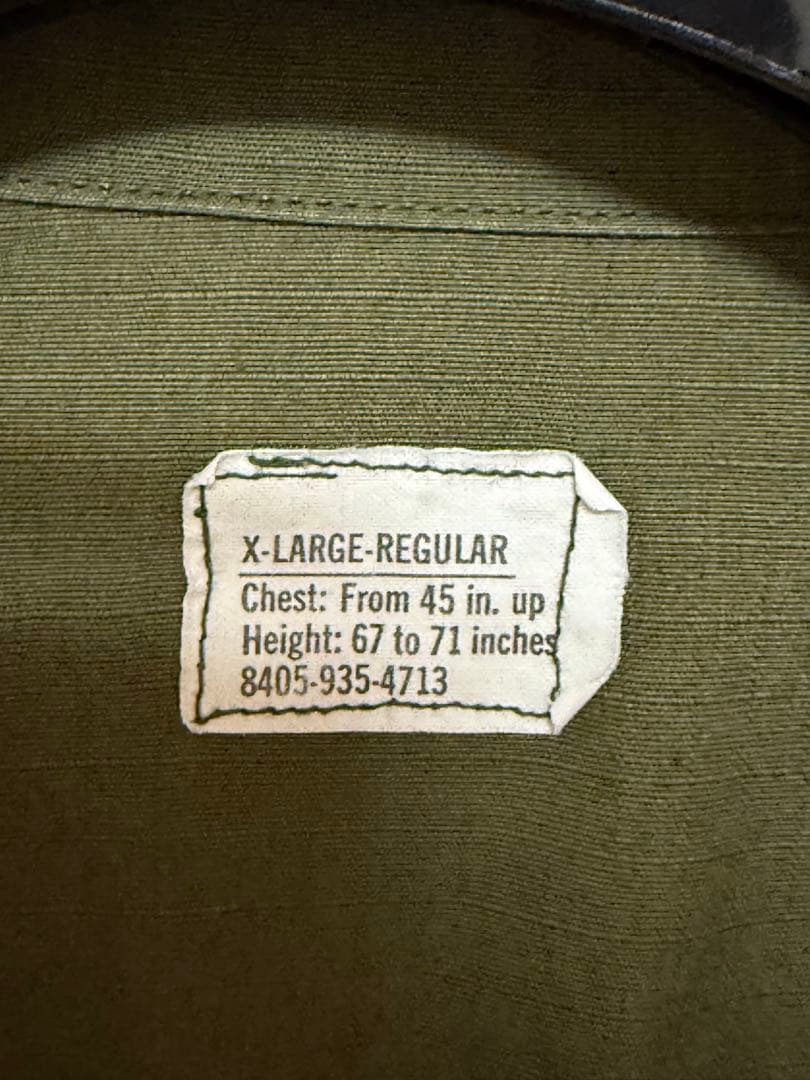 X-LARGE-REGULAR
Chest: From 45 in. up
Height: 67 to 71 inches
8405-935-4713